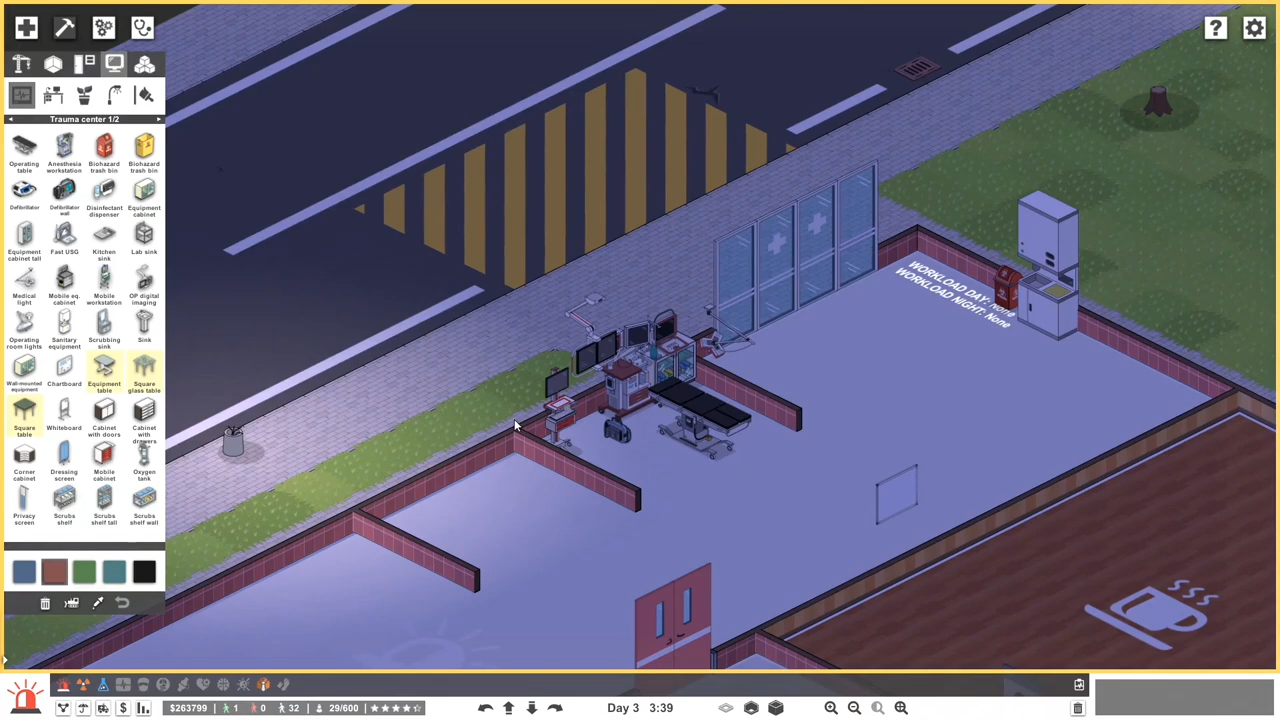 ?
Trauma center 1/2
Operating table
Anesthesia workstation
Biohazard trash bin
Biohazard trash bin
Defibrillator
Defibrillator wall
Disinfectant dispenser
Equipment cabinet
Equipment cabinet tall
Fast USG
Kitchen sink
Lab sink
Medical light
Mobile eq. cabinet
Mobile workstation
OP digital imaging
Operating room lights
Sanitary equipment
Scrubbing sink
Sink
Wall-mounted equipment
Chartboard
Equipment table
Square glass table
Square table
Whiteboard
Cabinet with doors
Cabinet with drawers
Corner cabinet
Dressing screen
Mobile cabinet
Oxygen tank
Privacy screen
Scrubs shelf
Scrubs shelf tall
Scrubs shelf wall
WORKLOAD DAY: None
WORKLOAD NIGHT: None
$
$263799
1
0
32
29/600
Day 3 3:39